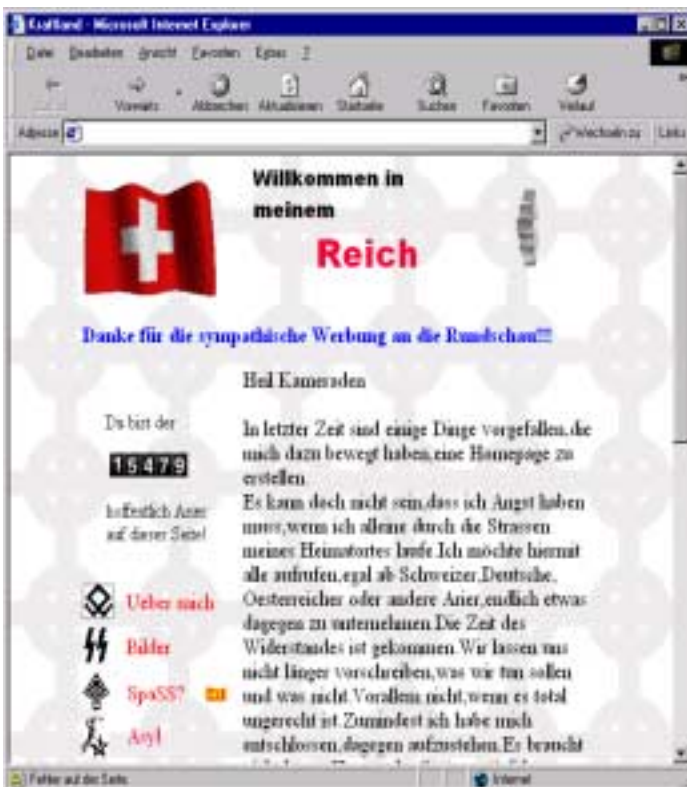 Kraftland - Microsoft Internet Explorer
Datei Bearbeiten Ansicht Favoriten Extras ?
Vorwärts Abbrechen Aktualisieren Startseite Suchen Favoriten Verlauf
Adresse Wechseln zu Links
Willkommen in
meinem
Reich
Danke für die sympathische Werbung an die Rundschau!!!
Heil Kameraden
Du bist der
15479
hoffentlich Arier
auf dieser Seite!
Ueber mich
Bilder
SpaSS?
Asyl
In letzter Zeit sind einige Dinge vorgefallen,die
mich dazu bewegt haben,eine Homepage zu
erstellen.
Es kann doch nicht sein,dass ich Angst haben
muss,wenn ich alleine durch die Strassen
meines Heimatortes laufe.Ich möchte hiermit
alle aufrufen,egal ob Schweizer,Deutsche,
Oesterreicher oder andere Arier,endlich etwas
dagegen zu unternehmen.Die Zeit des
Widerstandes ist gekommen.Wir lassen uns
nicht länger vorschreiben,was wir tun sollen
und was nicht.Vorallem nicht,wenn es total
ungerecht ist.Zumindest ich habe mich
entschlossen,dagegen aufzustehen.Es braucht
Fehler auf der Seite. Internet